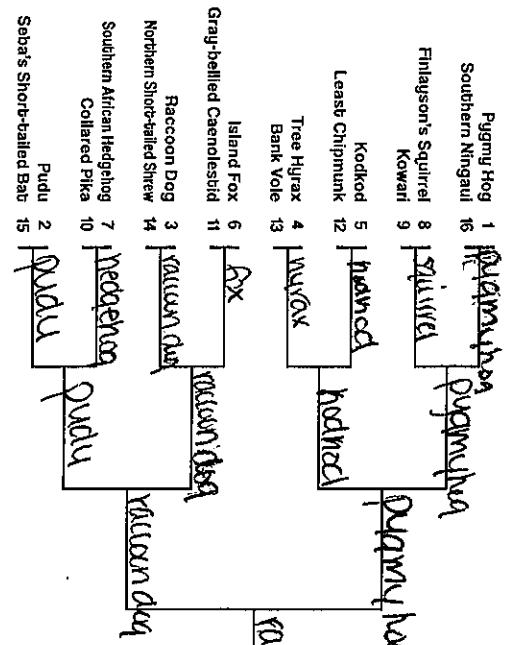 Pygmy Hog 1
Southern Ningaui 16
Finlayson's Squirrel 8
Kowari 9
Kodkod 5
Least Chipmunk 12
Tree Hyrax 4
Bank Vole 13
Island Fox 6
Gray-bellied Caenolestid 11
Raccoon Dog 3
Northern Short-tailed Shrew 14
Southern African Hedgehog 7
Collared Pika 10
Pudu 2
Seba's Short-tailed Bat 15
pygmy hog
squirrel
kodkod
hyrax
fox
raccoon dog
hedgehog
pudu
pygmy hog
kodkod
raccoon dog
pudu
pygmy ho
raccoon dog
ra